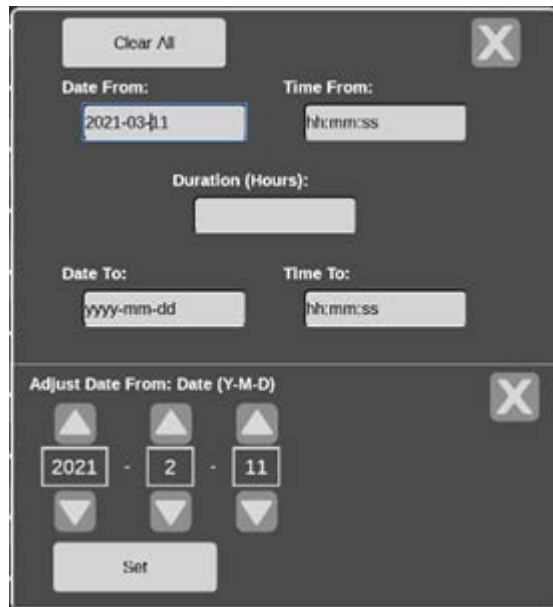 Clear All X
Date From: Time From:
2021-03-11 hh:mm:ss
Duration (Hours):
Date To: Time To:
yyyy-mm-dd hh:mm:ss
Adjust Date From: Date (Y-M-D) X
2021 - 2 - 11
Set